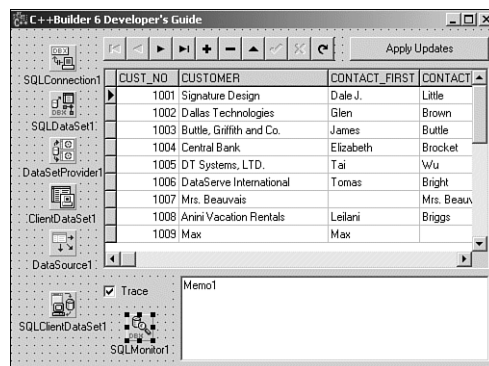 C++Builder 6 Developer's Guide
Apply Updates
DBX
SQLConnection1
DBX
SQLDataSet1
DataSetProvider1
ClientDataSet1
DataSource1
SQLClientDataSet1
CUST_NO CUSTOMER CONTACT_FIRST CONTACT
1001 Signature Design Dale J. Little
1002 Dallas Technologies Glen Brown
1003 Buttle, Griffith and Co. James Buttle
1004 Central Bank Elizabeth Brocket
1005 DT Systems, LTD. Tai Wu
1006 DataServe International Tomas Bright
1007 Mrs. Beauvais Mrs. Beauv
1008 Anini Vacation Rentals Leilani Briggs
1009 Max Max
Trace
DBX
SQLMonitor1
Memo1